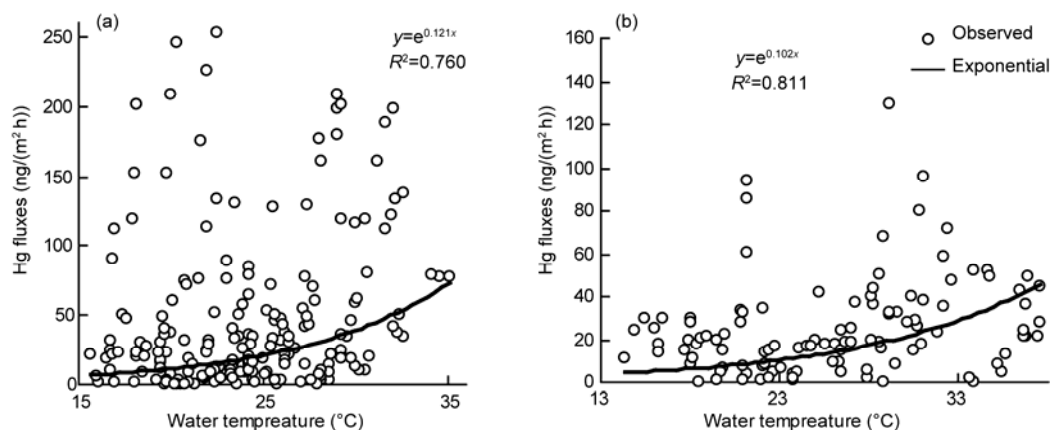 (a)
y=e^0.121x
R²=0.760
Hg fluxes (ng/(m² h))
250
200
150
100
50
0
15
25
35
Water tempreature (°C)
(b)
y=e^0.102x
R²=0.811
Observed
Exponential
Hg fluxes (ng/(m² h))
160
140
120
100
80
60
40
20
0
13
23
33
Water tempreature (°C)